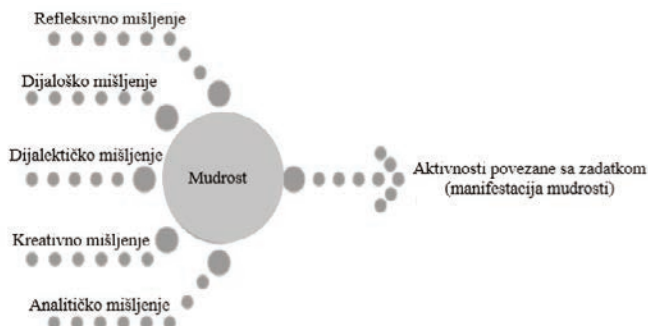 Refleksivno mišljenje
Dijaloško mišljenje
Dijalektičko mišljenje
Mudrost
Aktivnosti povezane sa zadatkom
(manifestacija mudrosti)
Kreativno mišljenje
Analitičko mišljenje